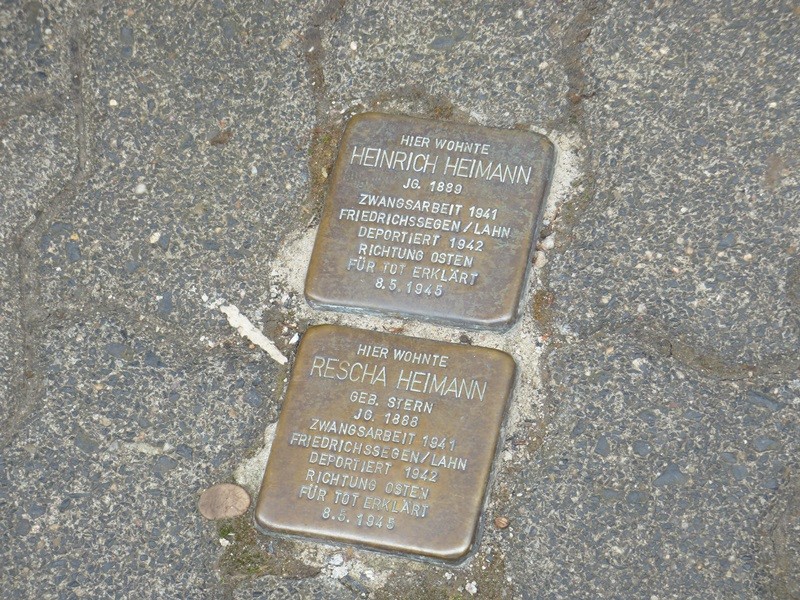 HIER WOHNTE
HEINRICH HEIMANN
JG. 1889
ZWANGSARBEIT 1941
FRIEDRICHSSEGEN/LAHN
DEPORTIERT 1942
RICHTUNG OSTEN
FÜR TOT ERKLÄRT
8.5.1945
HIER WOHNTE
RESCHA HEIMANN
GEB. STERN
JG. 1888
ZWANGSARBEIT 1941
FRIEDRICHSSEGEN/LAHN
DEPORTIERT 1942
RICHTUNG OSTEN
FÜR TOT ERKLÄRT
8.5.1945